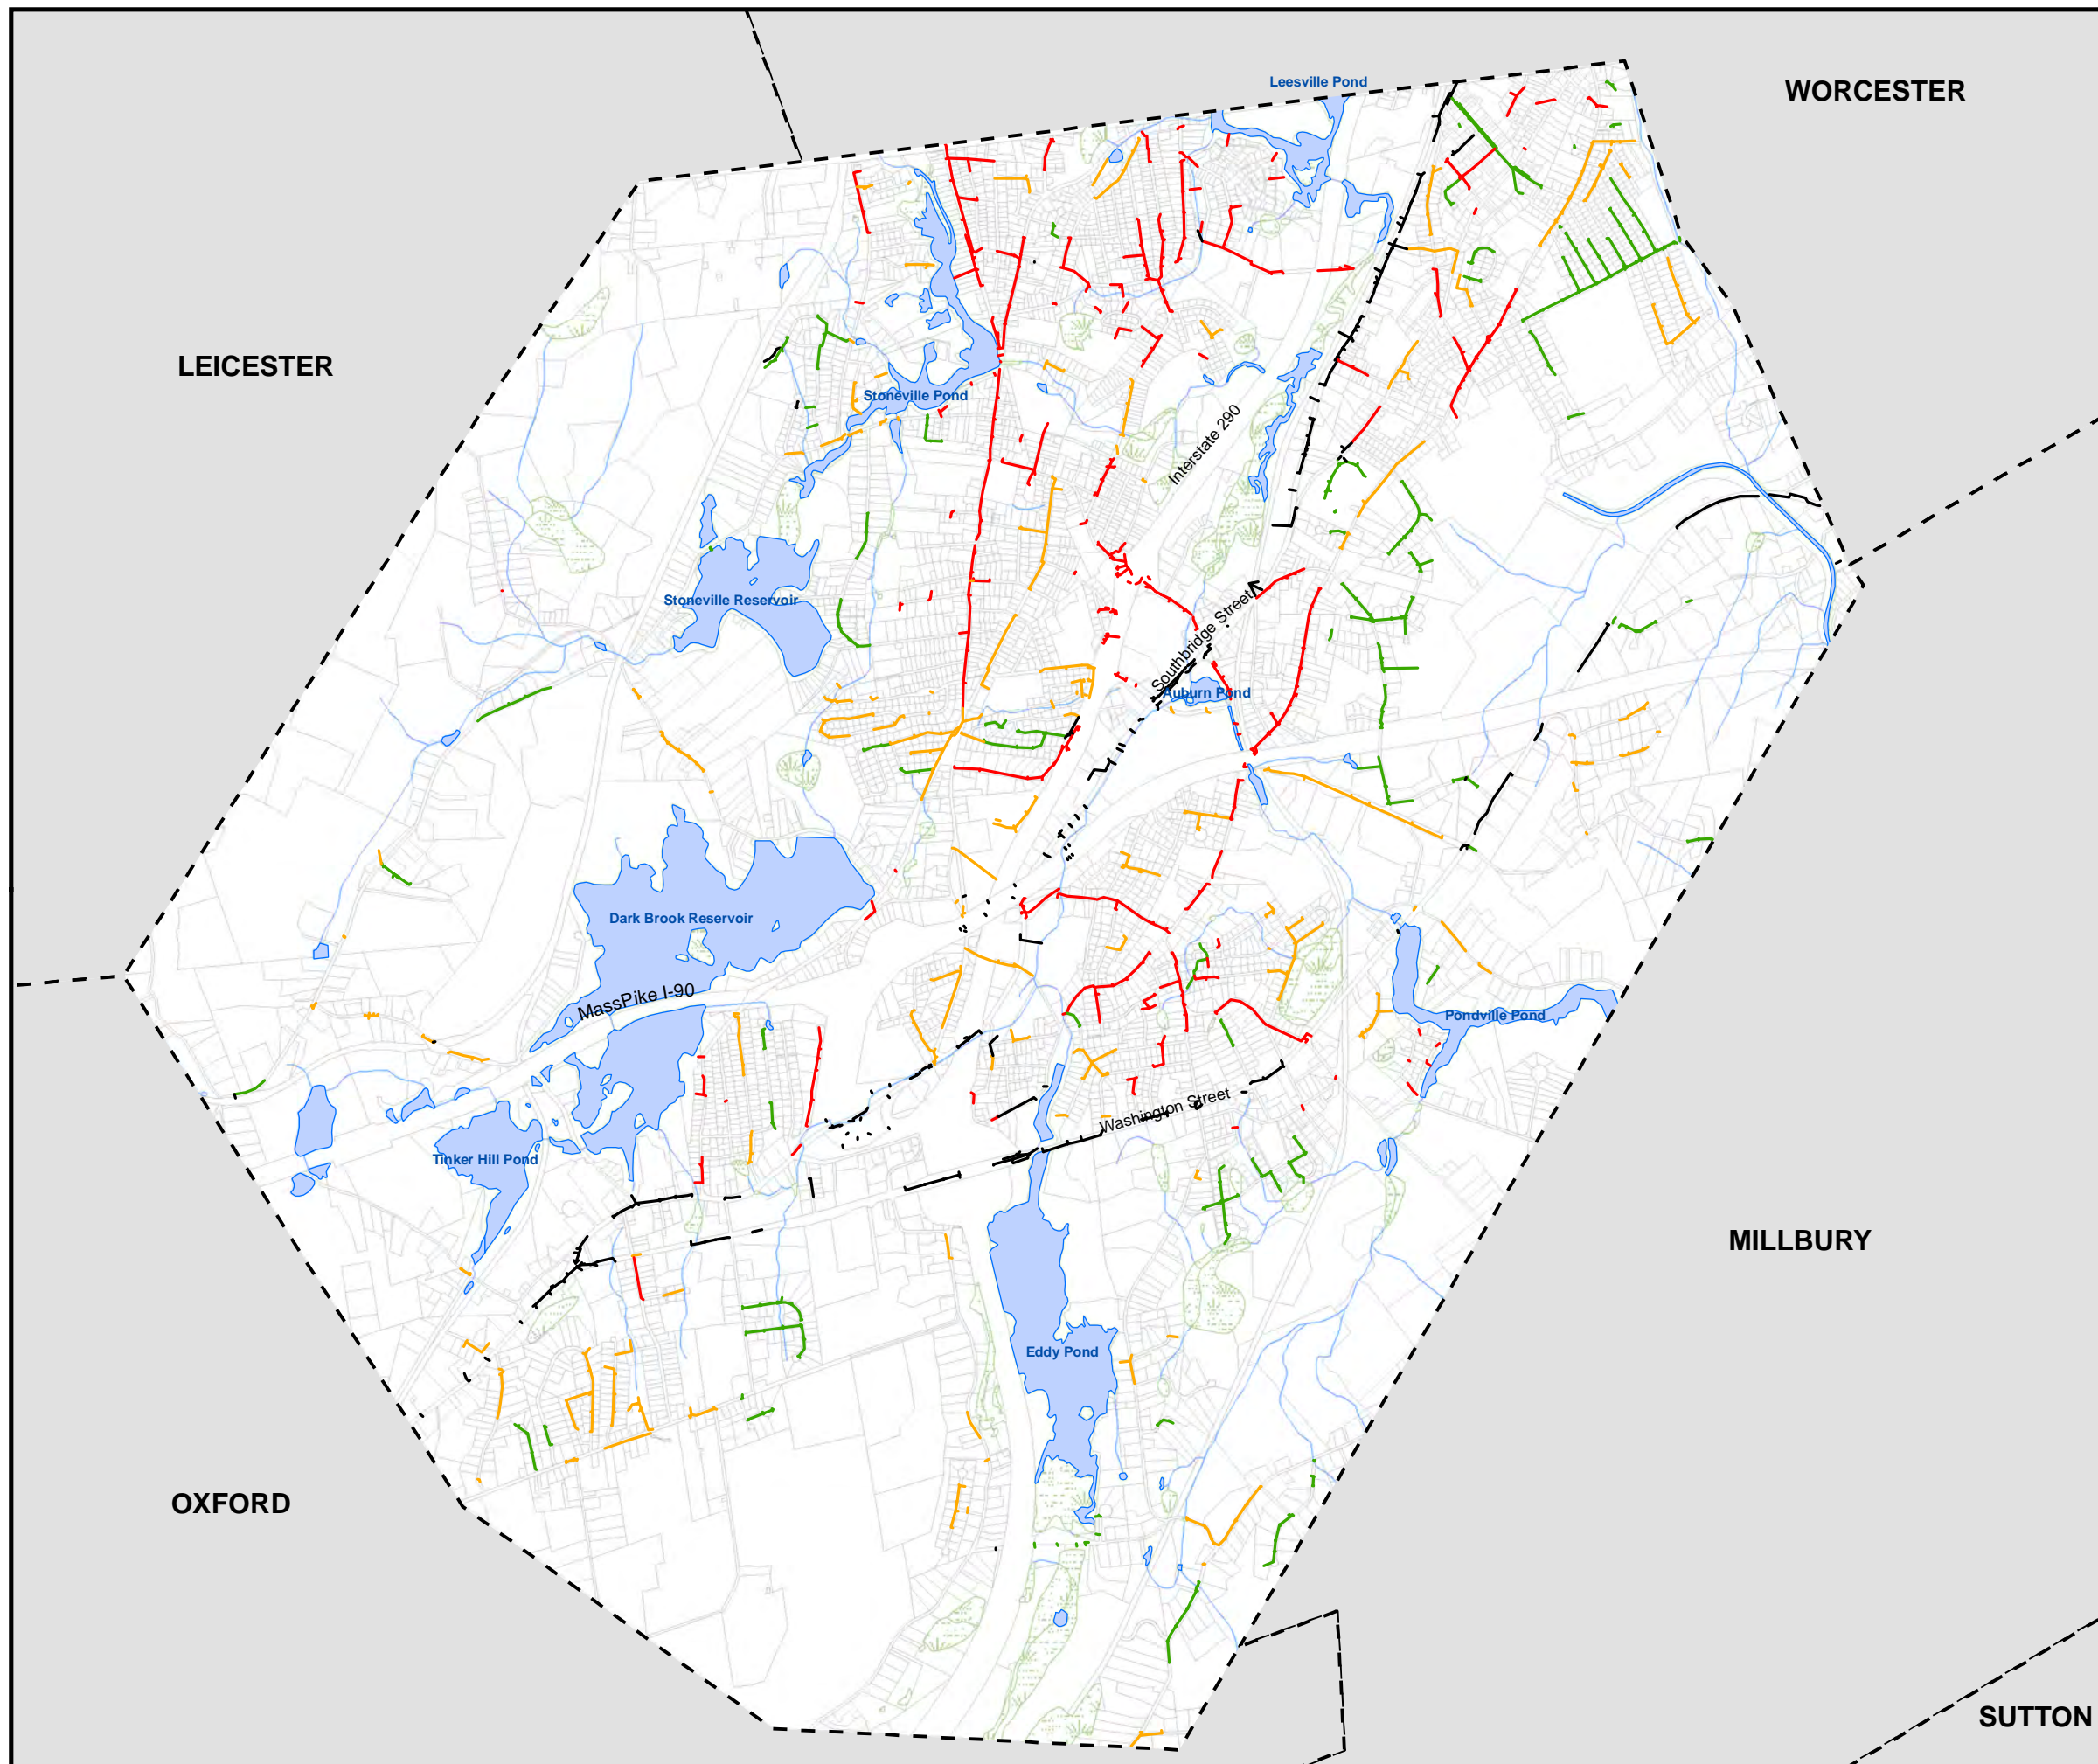 Leesville Pond
WORCESTER
LEICESTER
Stoneville Pond
Interstate 290
Stoneville Reservoir
Southbridge Street
Auburn Pond
Dark Brook Reservoir
MassPike I-90
Pondville Pond
Washington Street
Tinker Hill Pond
MILLBURY
Eddy Pond
OXFORD
SUTTON